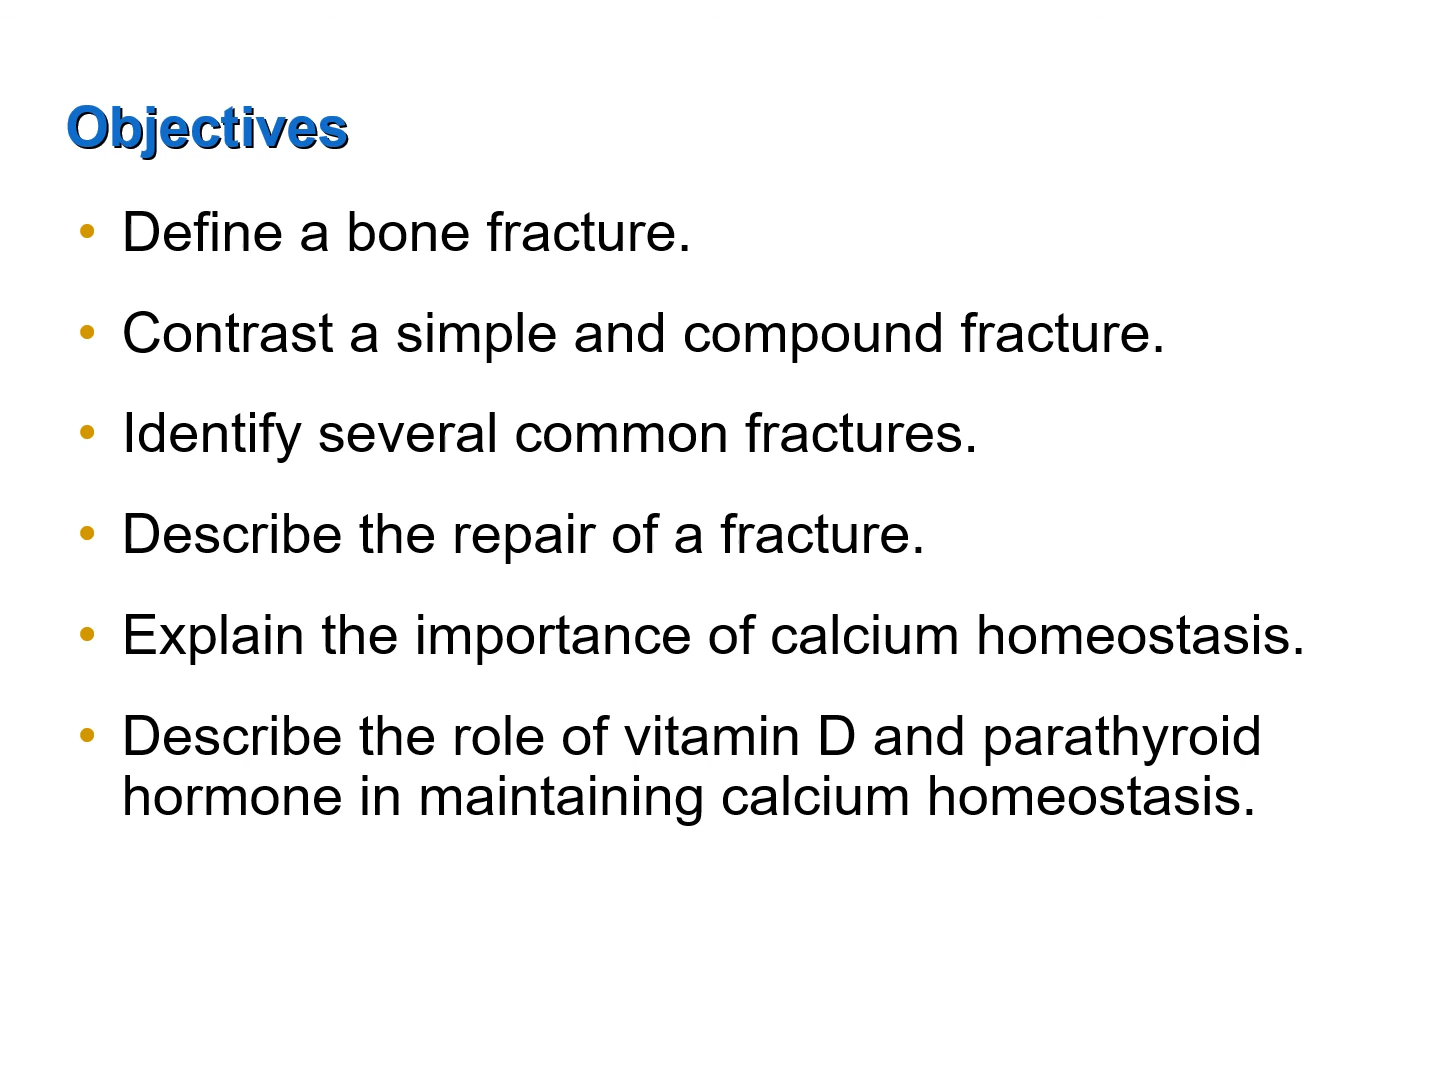 Objectives
• Define a bone fracture.
• Contrast a simple and compound fracture.
• Identify several common fractures.
• Describe the repair of a fracture.
• Explain the importance of calcium homeostasis.
• Describe the role of vitamin D and parathyroid
hormone in maintaining calcium homeostasis.